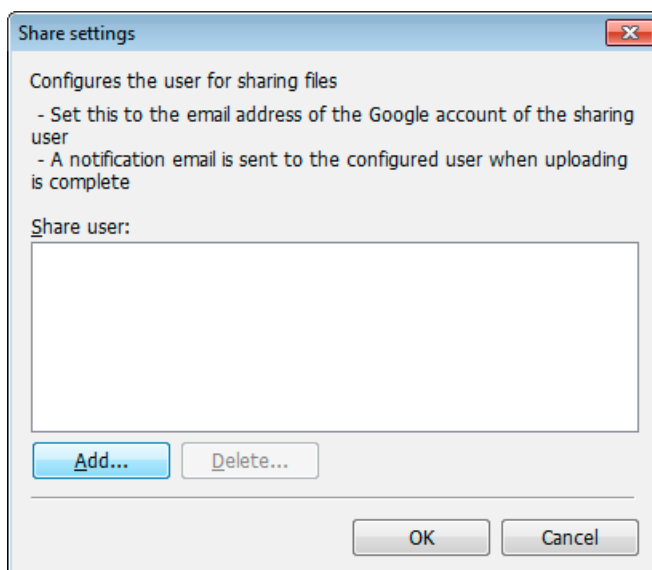 Share settings
Configures the user for sharing files
- Set this to the email address of the Google account of the sharing
user
- A notification email is sent to the configured user when uploading
is complete
Share user:
Add... Delete...
OK Cancel